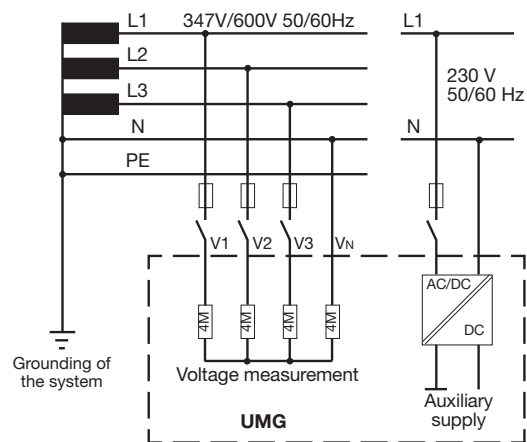 L1 347V/600V 50/60Hz L1
L2
L3
230 V
50/60 Hz
N N
PE
V1 V2 V3 VN
4M 4M 4M 4M
AC/DC
DC
Grounding of
the system
Voltage measurement
Auxiliary
supply
UMG